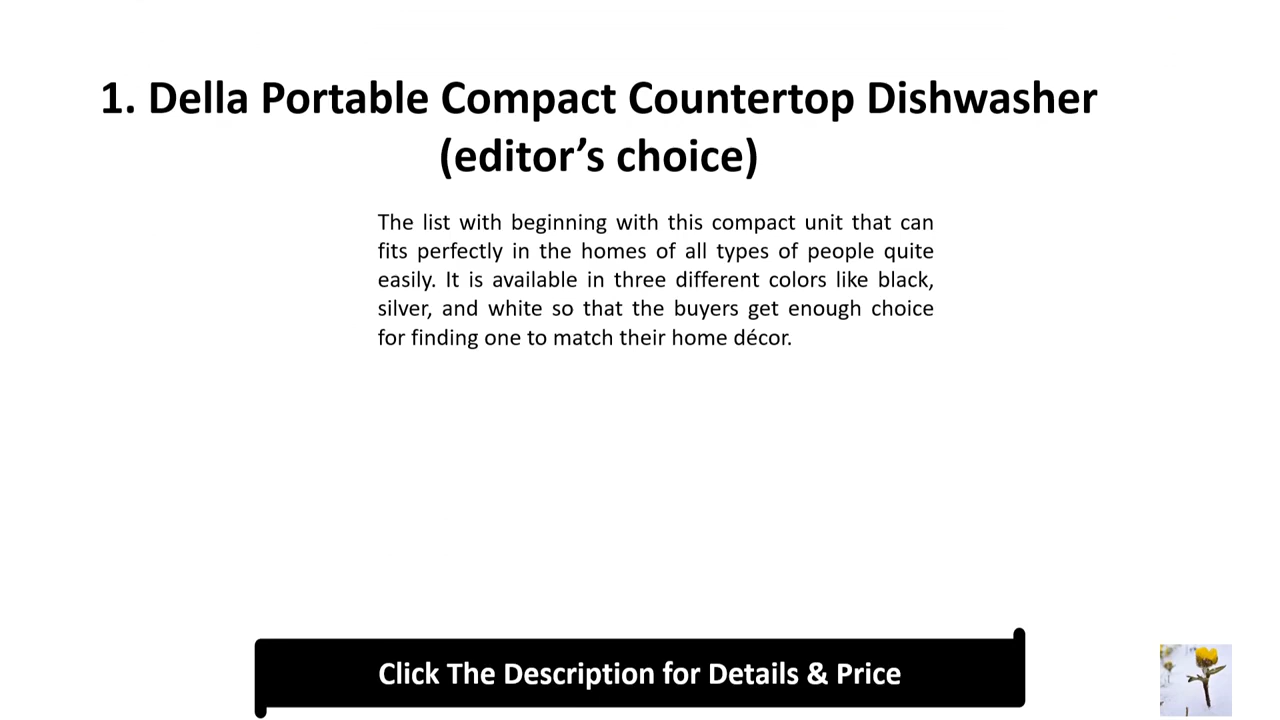 1. Della Portable Compact Countertop Dishwasher
(editor’s choice)
The list with beginning with this compact unit that can
fits perfectly in the homes of all types of people quite
easily. It is available in three different colors like black,
silver, and white so that the buyers get enough choice
for finding one to match their home décor.
Click The Description for Details & Price